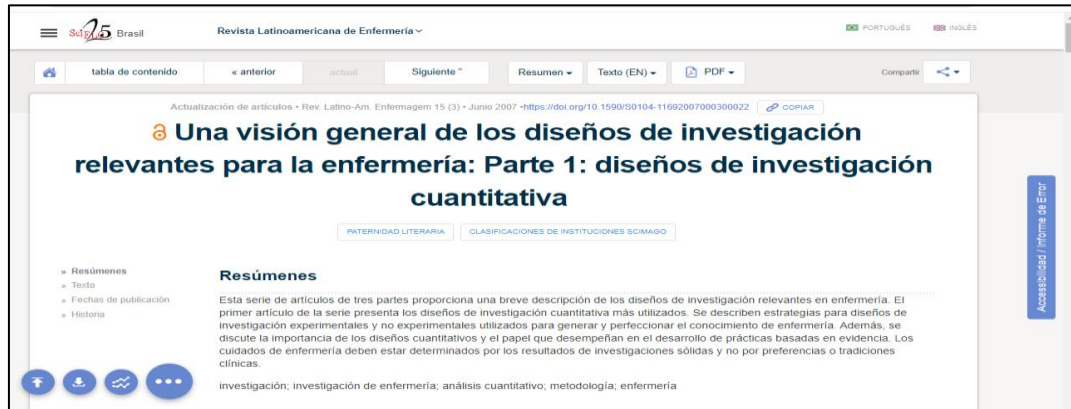 SciELO 25 Brasil
Revista Latinoamericana de Enfermería
PORTUGUÉS
INGLÉS
tabla de contenido
« anterior
actual
Siguiente "
Resumen
Texto (EN)
PDF
Compartir
Actualización de artículos • Rev. Latino-Am. Enfermagem 15 (3) • Junio 2007 •https://doi.org/10.1590/S0104-11692007000300022
COPIAR
Una visión general de los diseños de investigación
relevantes para la enfermería: Parte 1: diseños de investigación
cuantitativa
PATERNIDAD LITERARIA
CLASIFICACIONES DE INSTITUCIONES SCIMAGO
» Resúmenes
» Texto
» Fechas de publicación
» Historia
Resúmenes
Esta serie de artículos de tres partes proporciona una breve descripción de los diseños de investigación relevantes en enfermería. El
primer artículo de la serie presenta los diseños de investigación cuantitativa más utilizados. Se describen estrategias para diseños de
investigación experimentales y no experimentales utilizados para generar y perfeccionar el conocimiento de enfermería. Además, se
discute la importancia de los diseños cuantitativos y el papel que desempeñan en el desarrollo de prácticas basadas en evidencia. Los
cuidados de enfermería deben estar determinados por los resultados de investigaciones sólidas y no por preferencias o tradiciones
clínicas.
investigación; investigación de enfermería; análisis cuantitativo; metodología; enfermería
Accessibilidad / Informe de Error